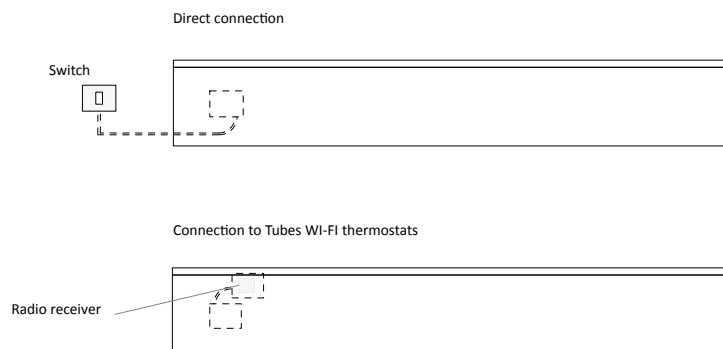 Direct connection
Switch
Connection to Tubes WI-FI thermostats
Radio receiver